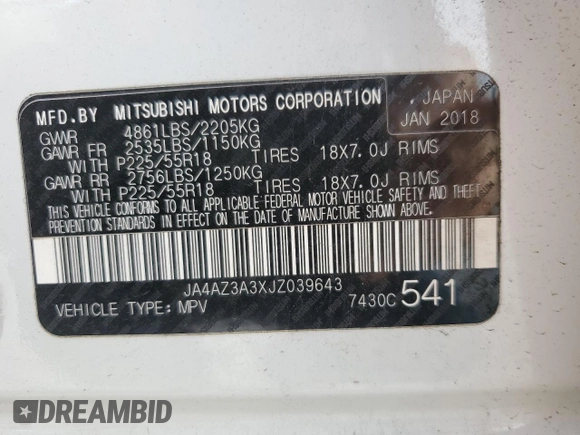 MFD.BY MITSUBISHI MOTORS CORPORATION / JAPAN
GVWR 4861LBS/2205KG JAN 2018
GAWR FR 2535LBS/1150KG
WITH P225/55R18 TIRES 18X7.0J RIMS
GAWR RR 2756LBS/1250KG
WITH P225/55R18 TIRES 18X7.0J RIMS
THIS VEHICLE CONFORMS TO ALL APPLICABLE FEDERAL MOTOR VEHICLE SAFETY AND THEFT
PREVENTION STANDARDS IN EFFECT ON THE DATE OF MANUFACTURE SHOWN ABOVE.
JA4AZ3A3XJZ039643
VEHICLE TYPE: MPV 7430C 541
DREAMBID